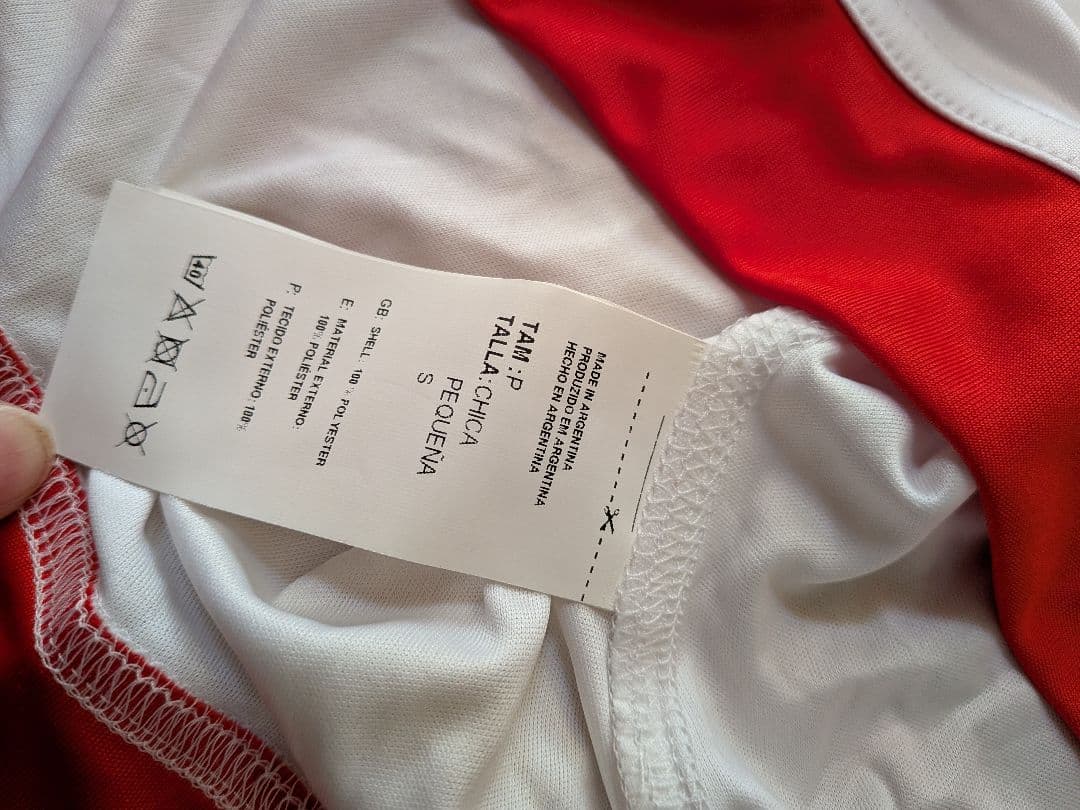 MADE IN ARGENTINA
PRODUZIDO EM ARGENTINA
HECHO EN ARGENTINA
TAM:P
TALLA:CHICA
PEQUEÑA
S
GB: SHELL: 100% POLYESTER
E: MATERIAL EXTERNO:
100% POLIÉSTER
P: TECIDO EXTERNO: 100%
POLIÉSTER
40